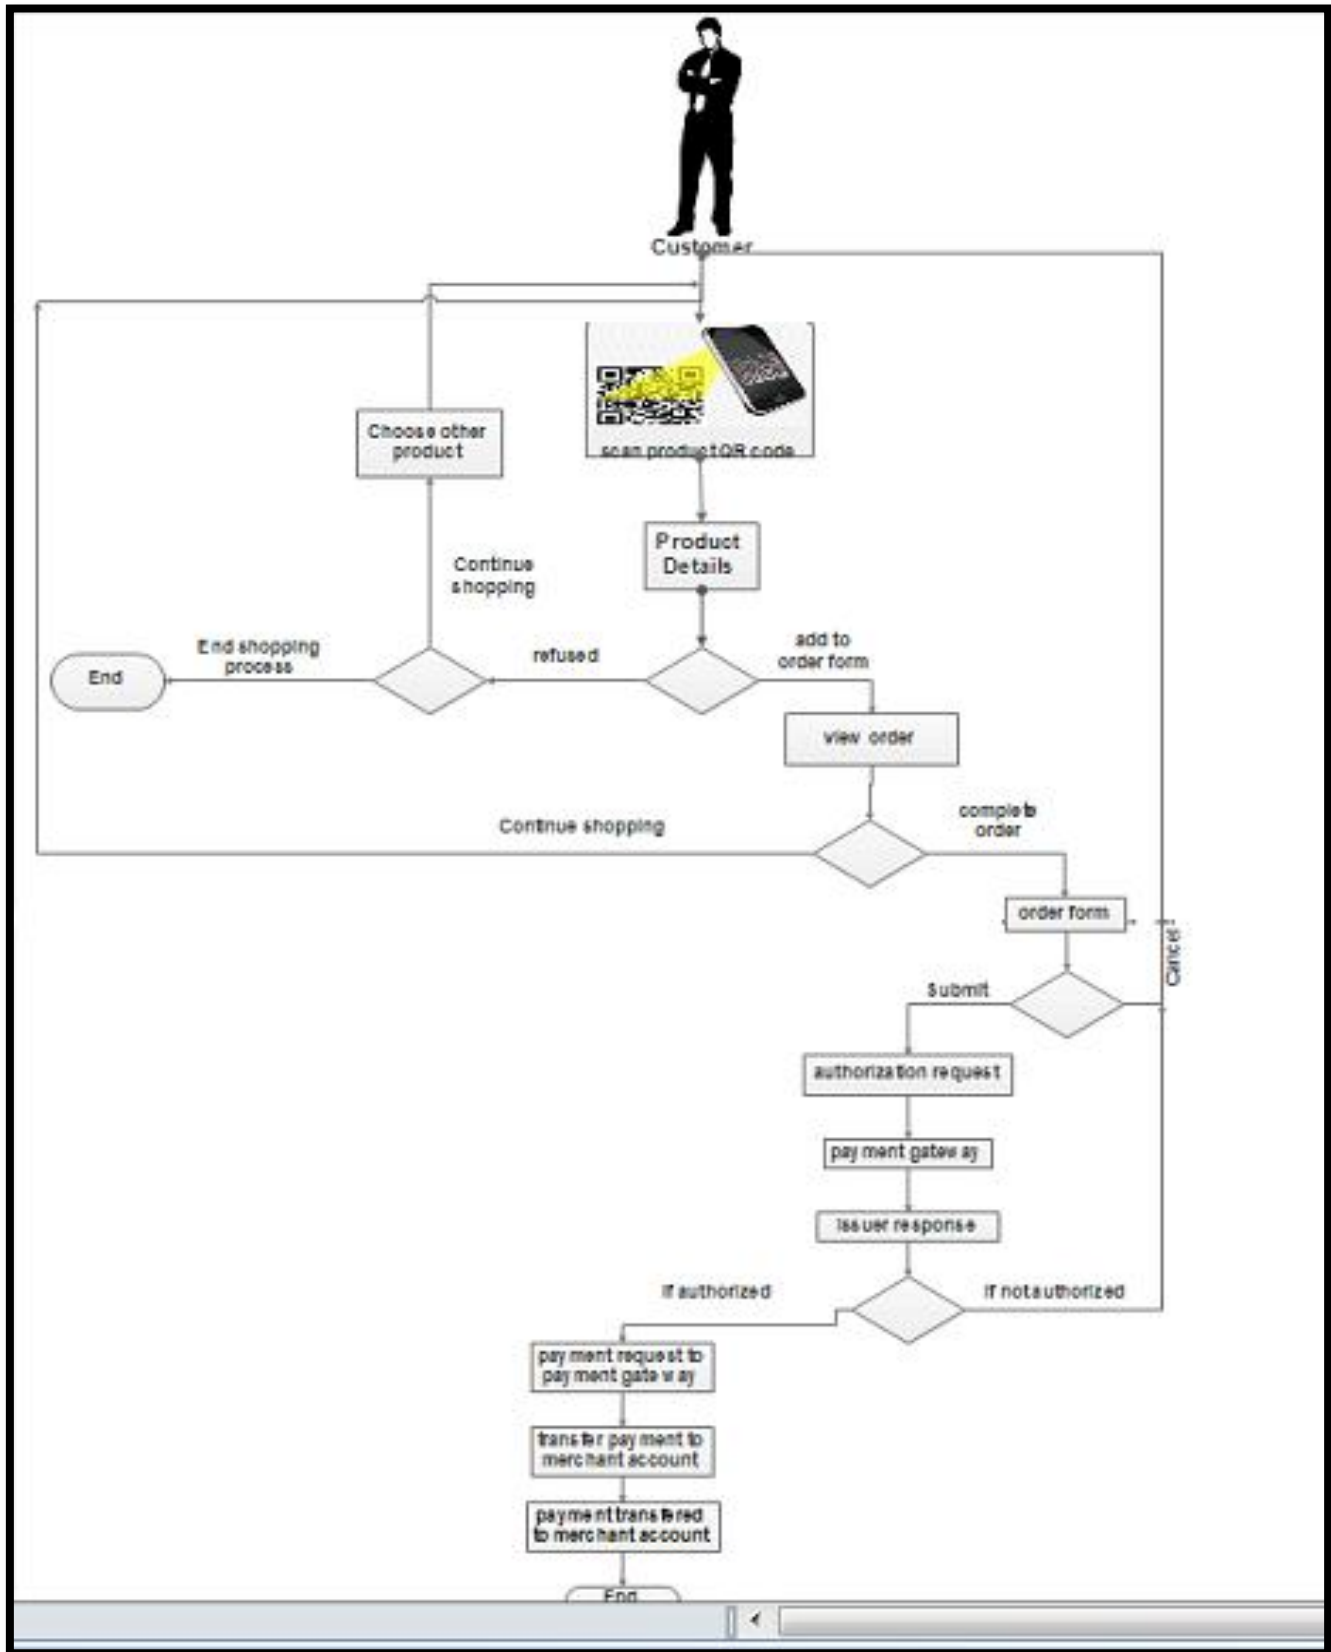 Customer
scan product QR code
Choose other
product
Product
Details
Continue
shopping
End shopping
process
End
refused
add to
order form
view order
Continue shopping
complete
order
order form
Cancel
Submit
authorization request
payment gateway
Issuer response
If authorized
If not authorized
payment request to
payment gateway
transfer payment to
merchant account
payment transfered
to merchant account
End